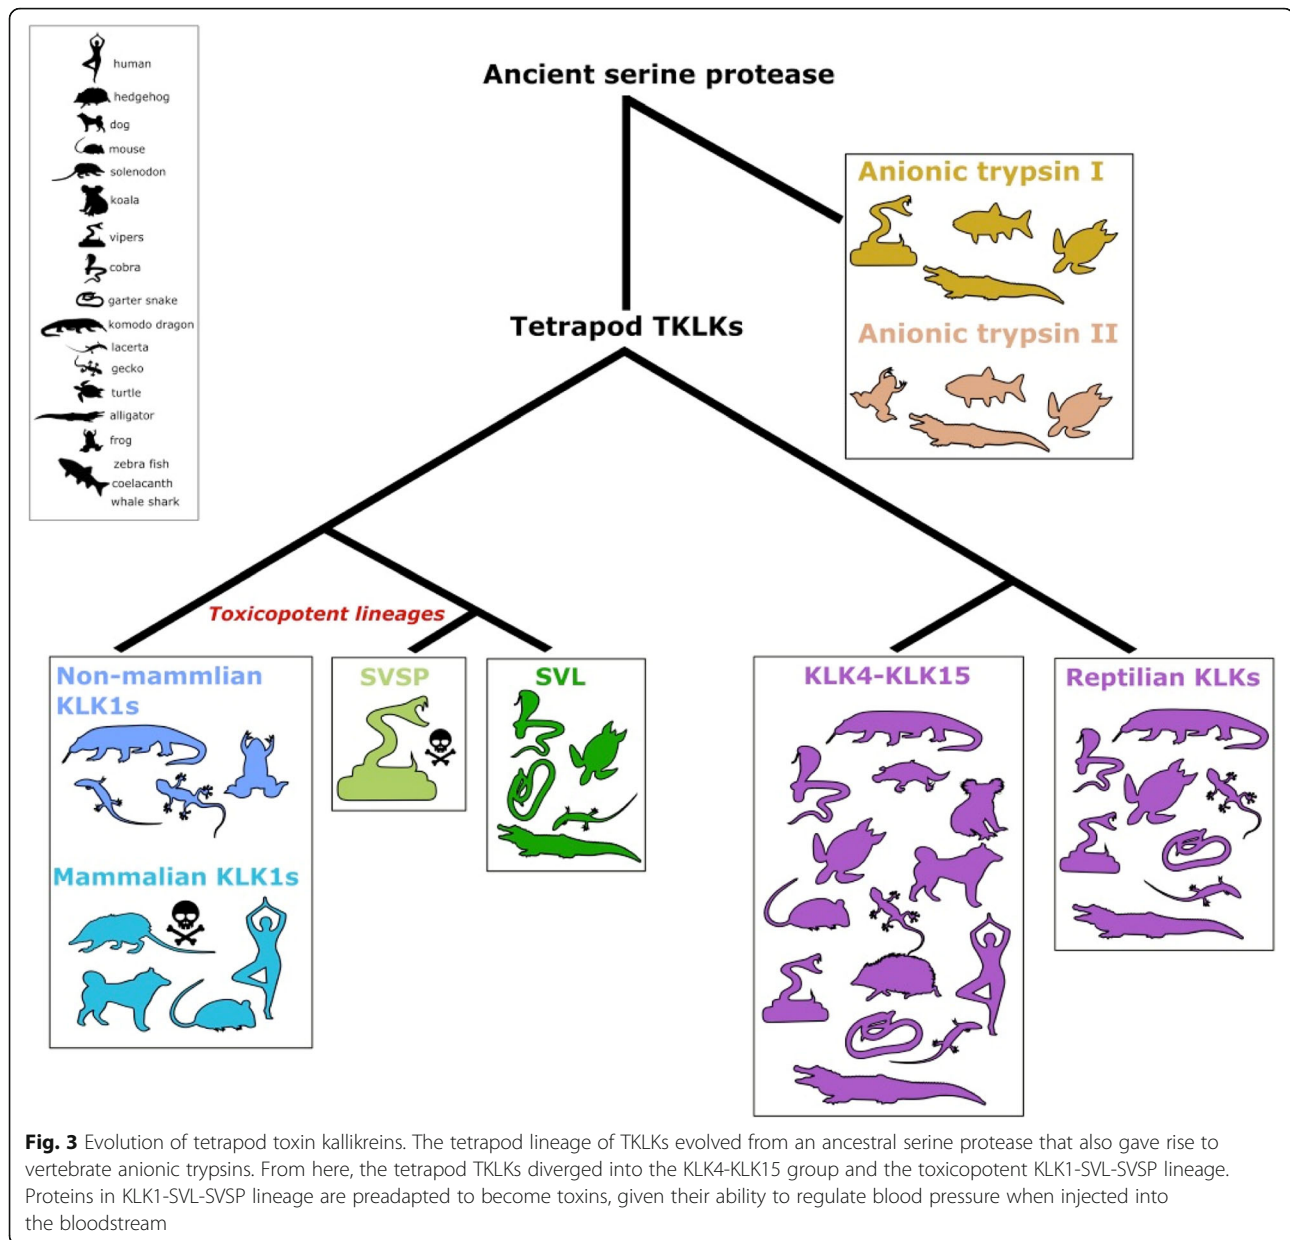 human
hedgehog
dog
mouse
solenodon
koala
vipers
cobra
garter snake
komodo dragon
lacerta
gecko
turtle
alligator
frog
zebra fish
coelacanth
whale shark
Ancient serine protease
Anionic trypsin I
Anionic trypsin II
Tetrapod TKLKs
Toxicopotent lineages
Non-mammlian
KLK1s
Mammalian KLK1s
SVSP
SVL
KLK4-KLK15
Reptilian KLKs
Fig. 3 Evolution of tetrapod toxin kallikreins. The tetrapod lineage of TKLKs evolved from an ancestral serine protease that also gave rise to
vertebrate anionic trypsins. From here, the tetrapod TKLKs diverged into the KLK4-KLK15 group and the toxicopotent KLK1-SVL-SVSP lineage.
Proteins in KLK1-SVL-SVSP lineage are preadapted to become toxins, given their ability to regulate blood pressure when injected into
the bloodstream